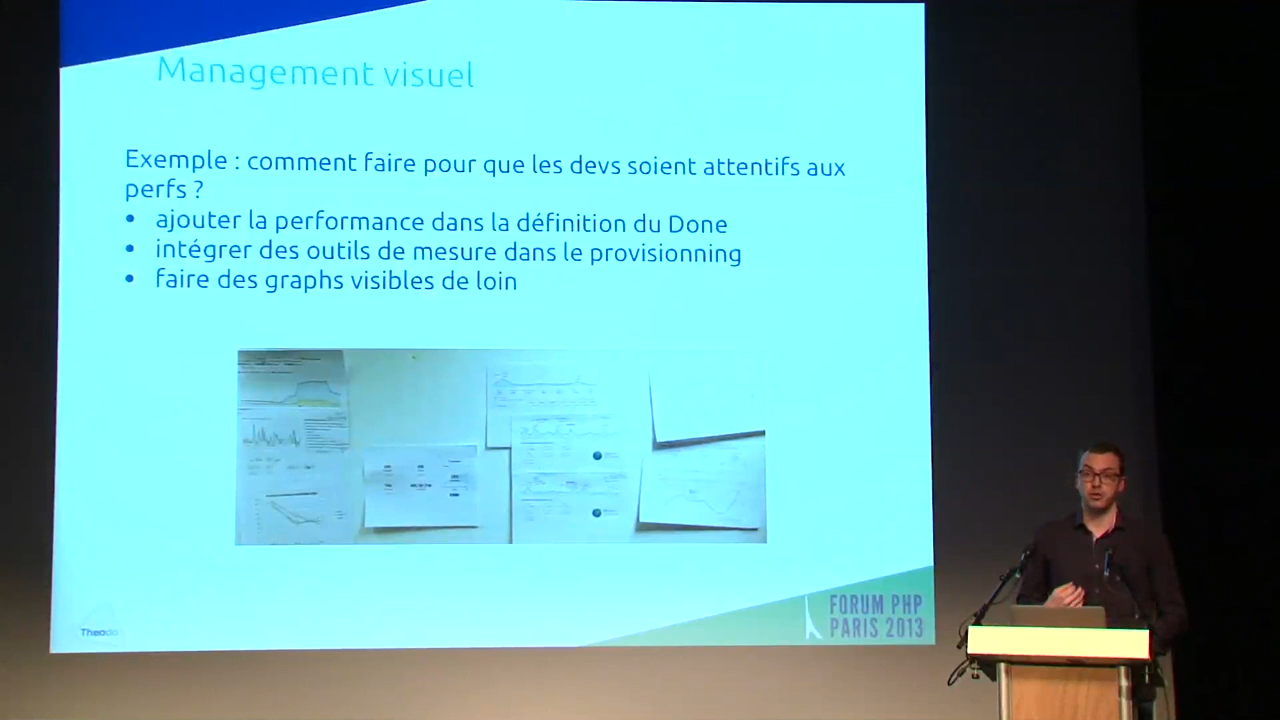 Management visuel
Exemple : comment faire pour que les devs soient attentifs aux
perfs ?
• ajouter la performance dans la définition du Done
• intégrer des outils de mesure dans le provisionning
• faire des graphs visibles de loin
Theodo
FORUM PHP
PARIS 2013